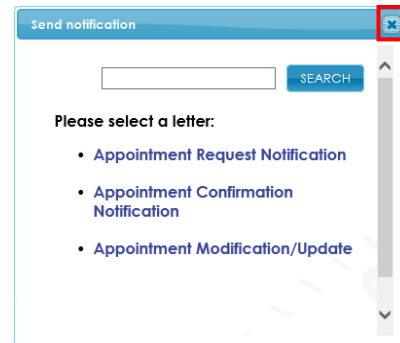 Send notification
SEARCH
Please select a letter:
• Appointment Request Notification
• Appointment Confirmation
Notification
• Appointment Modification/Update